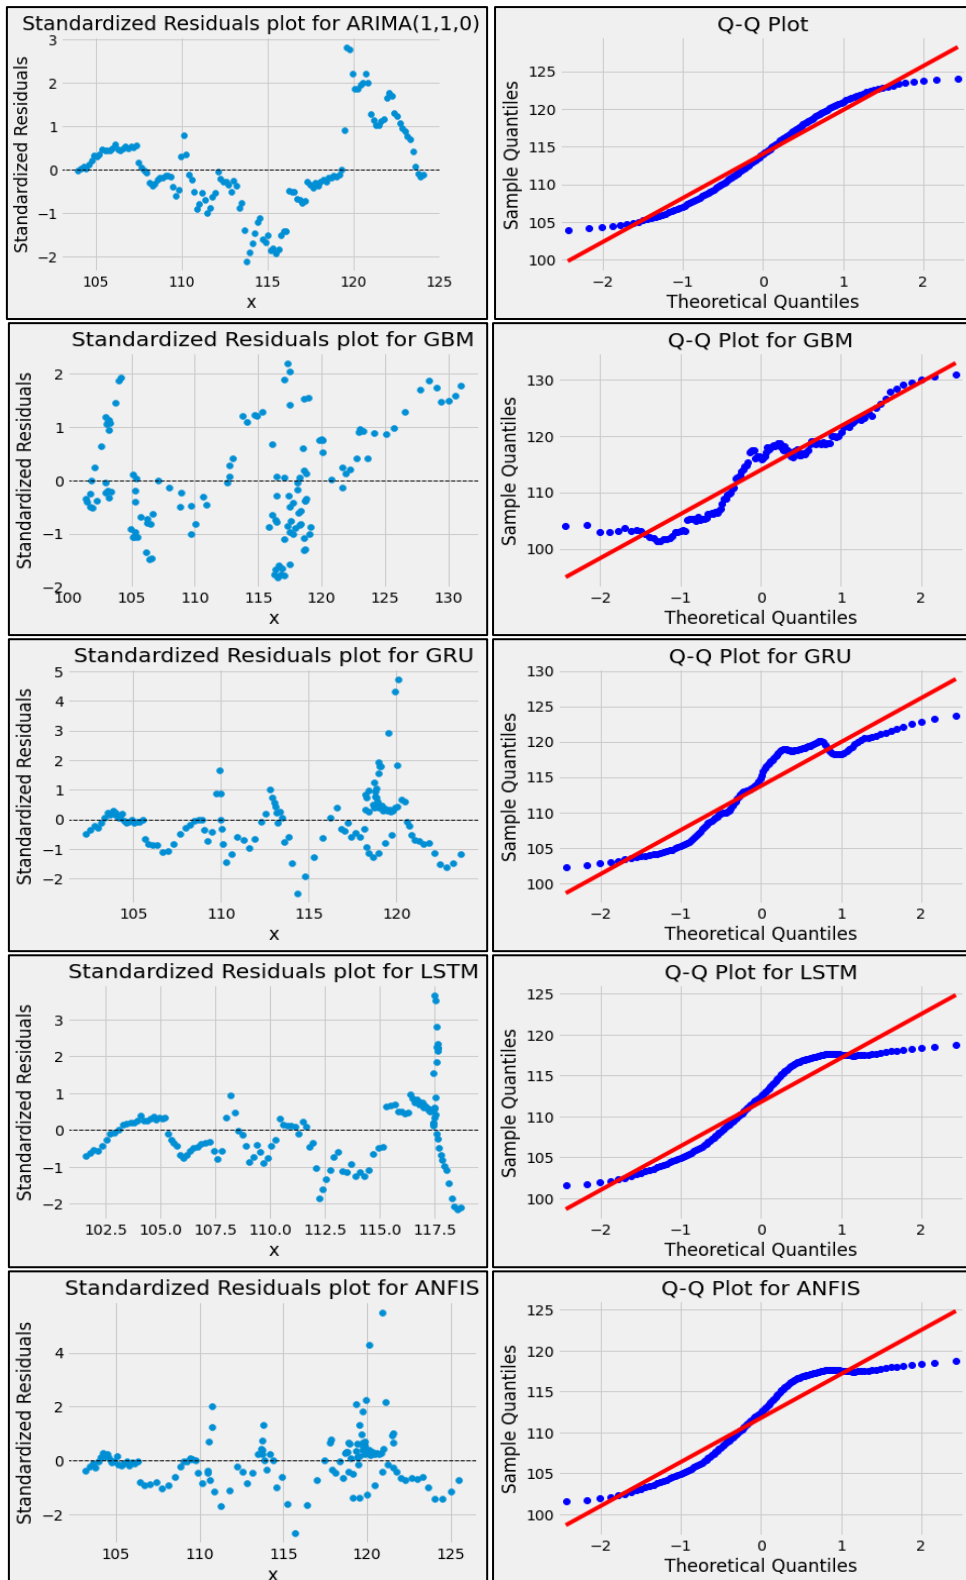 Standardized Residuals plot for ARIMA(1,1,0)
Standardized Residuals
3
2
1
0
−1
−2
105 110 115 120 125
x
Q-Q Plot
Sample Quantiles
125
120
115
110
105
100
−2 −1 0 1 2
Theoretical Quantiles
Standardized Residuals plot for GBM
Standardized Residuals
2
1
0
−1
−2
100 105 110 115 120 125 130
x
Q-Q Plot for GBM
Sample Quantiles
130
120
110
100
−2 −1 0 1 2
Theoretical Quantiles
Standardized Residuals plot for GRU
Standardized Residuals
5
4
3
2
1
0
−1
−2
105 110 115 120
x
Q-Q Plot for GRU
Sample Quantiles
130
125
120
115
110
105
100
−2 −1 0 1 2
Theoretical Quantiles
Standardized Residuals plot for LSTM
Standardized Residuals
3
2
1
0
−1
−2
102.5 105.0 107.5 110.0 112.5 115.0 117.5
x
Q-Q Plot for LSTM
Sample Quantiles
125
120
115
110
105
100
−2 −1 0 1 2
Theoretical Quantiles
Standardized Residuals plot for ANFIS
Standardized Residuals
4
2
0
−2
105 110 115 120 125
x
Q-Q Plot for ANFIS
Sample Quantiles
125
120
115
110
105
100
−2 −1 0 1 2
Theoretical Quantiles